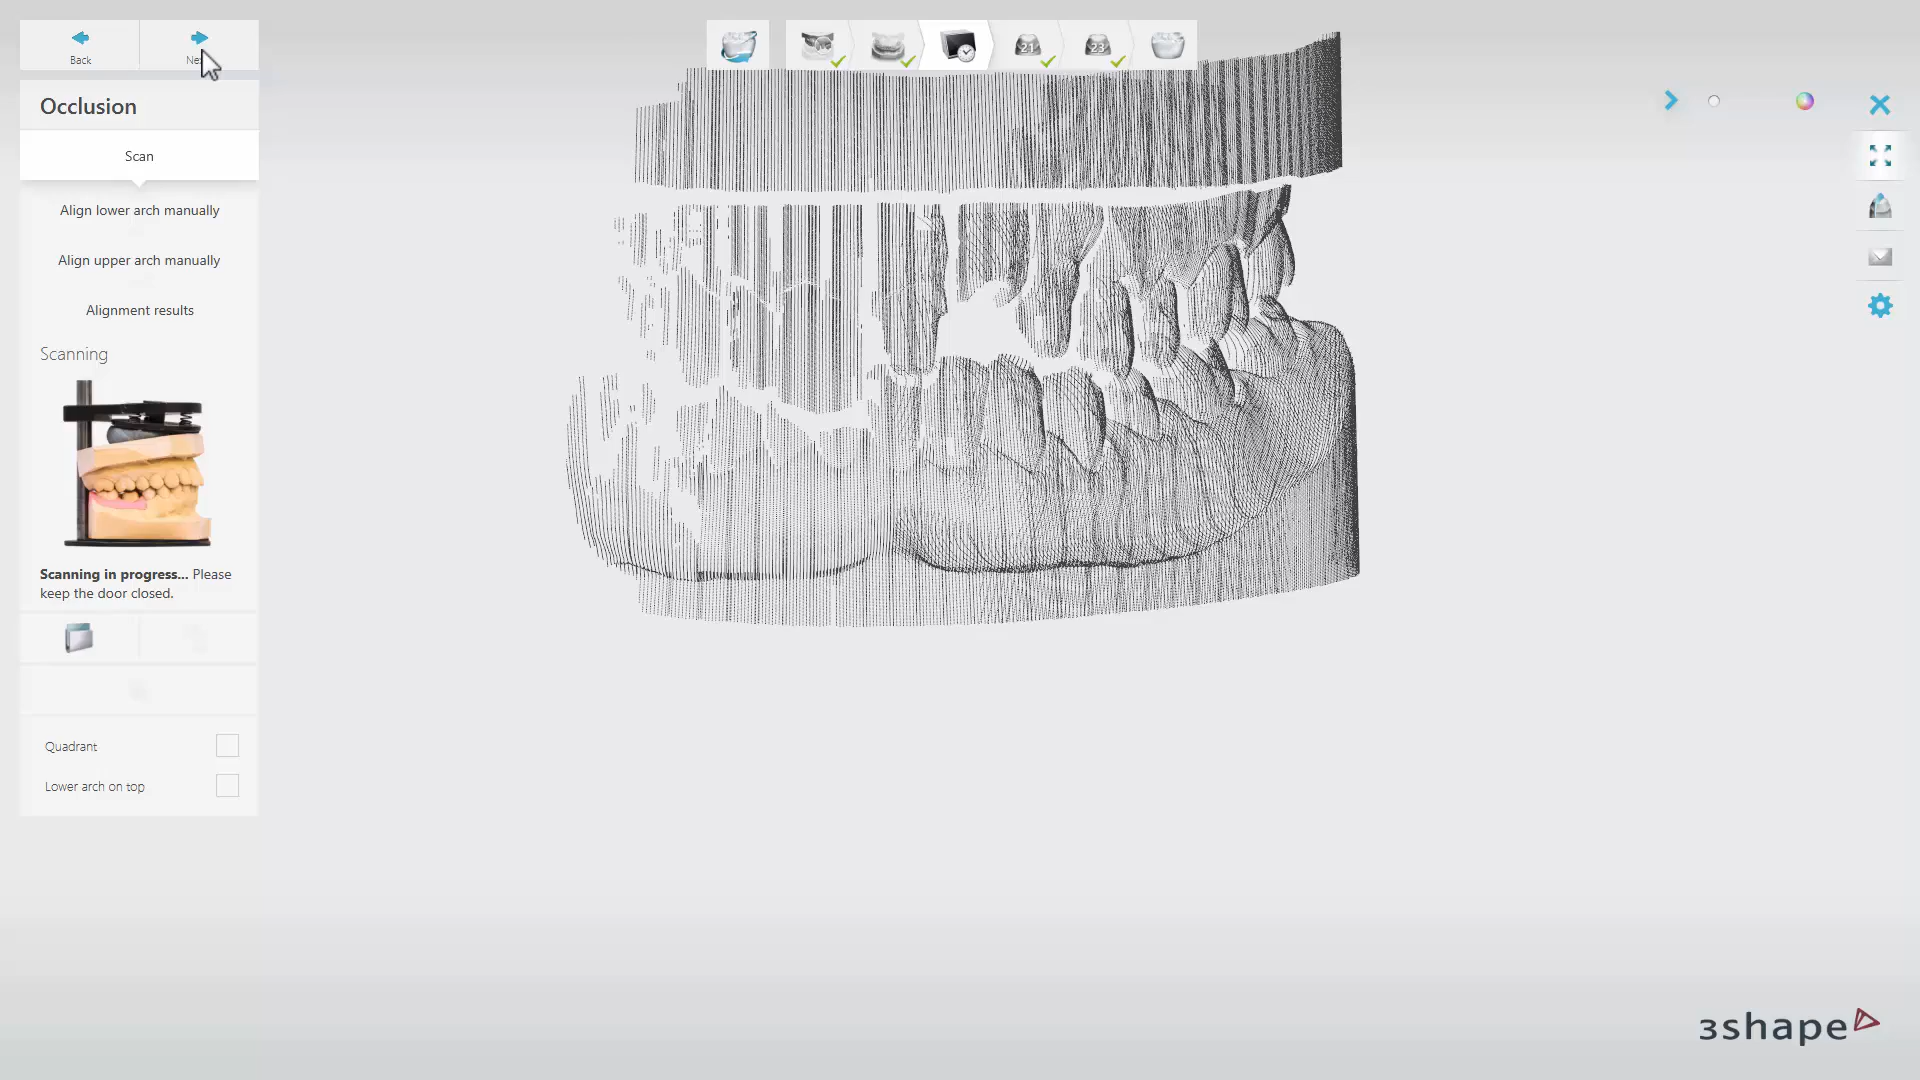 Back
21
23
Occlusion
Scan
Align lower arch manually
Align upper arch manually
Alignment results
Scanning
Scanning in progress... Please
keep the door closed.
Quadrant
Lower arch on top
3shape